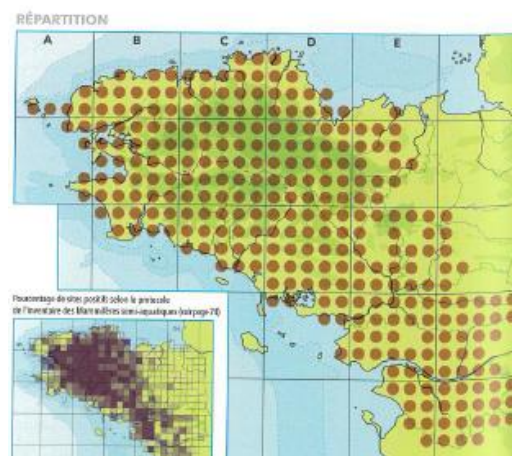 RÉPARTITION
A B C D E F
Pourcentage de sites positifs selon le protocole
de l'Inventaire des Mammifères semi-aquatiques (voir page 78)